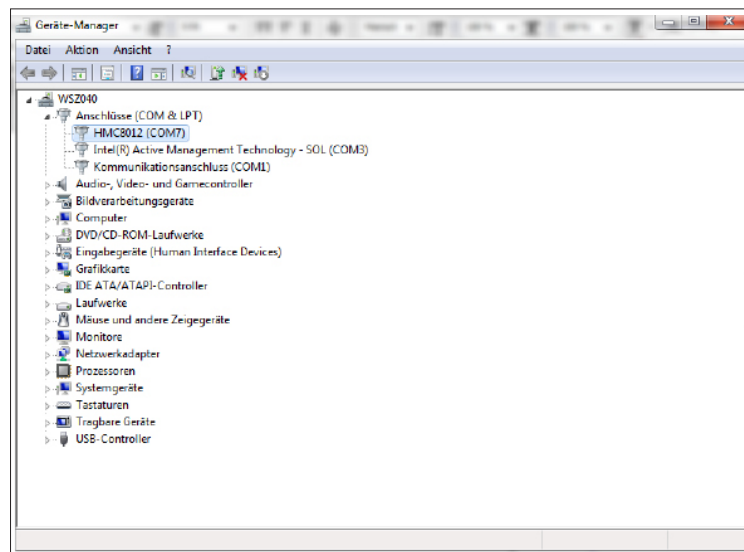 Geräte-Manager
Datei Aktion Ansicht ?
WSZ040
Anschlüsse (COM & LPT)
HMC8012 (COM7)
Intel(R) Active Management Technology - SOL (COM3)
Kommunikationsanschluss (COM1)
Audio-, Video- und Gamecontroller
Bildverarbeitungsgeräte
Computer
DVD/CD-ROM-Laufwerke
Eingabegeräte (Human Interface Devices)
Grafikkarte
IDE ATA/ATAPI-Controller
Laufwerke
Mäuse und andere Zeigegeräte
Monitore
Netzwerkadapter
Prozessoren
Systemgeräte
Tastaturen
Tragbare Geräte
USB-Controller